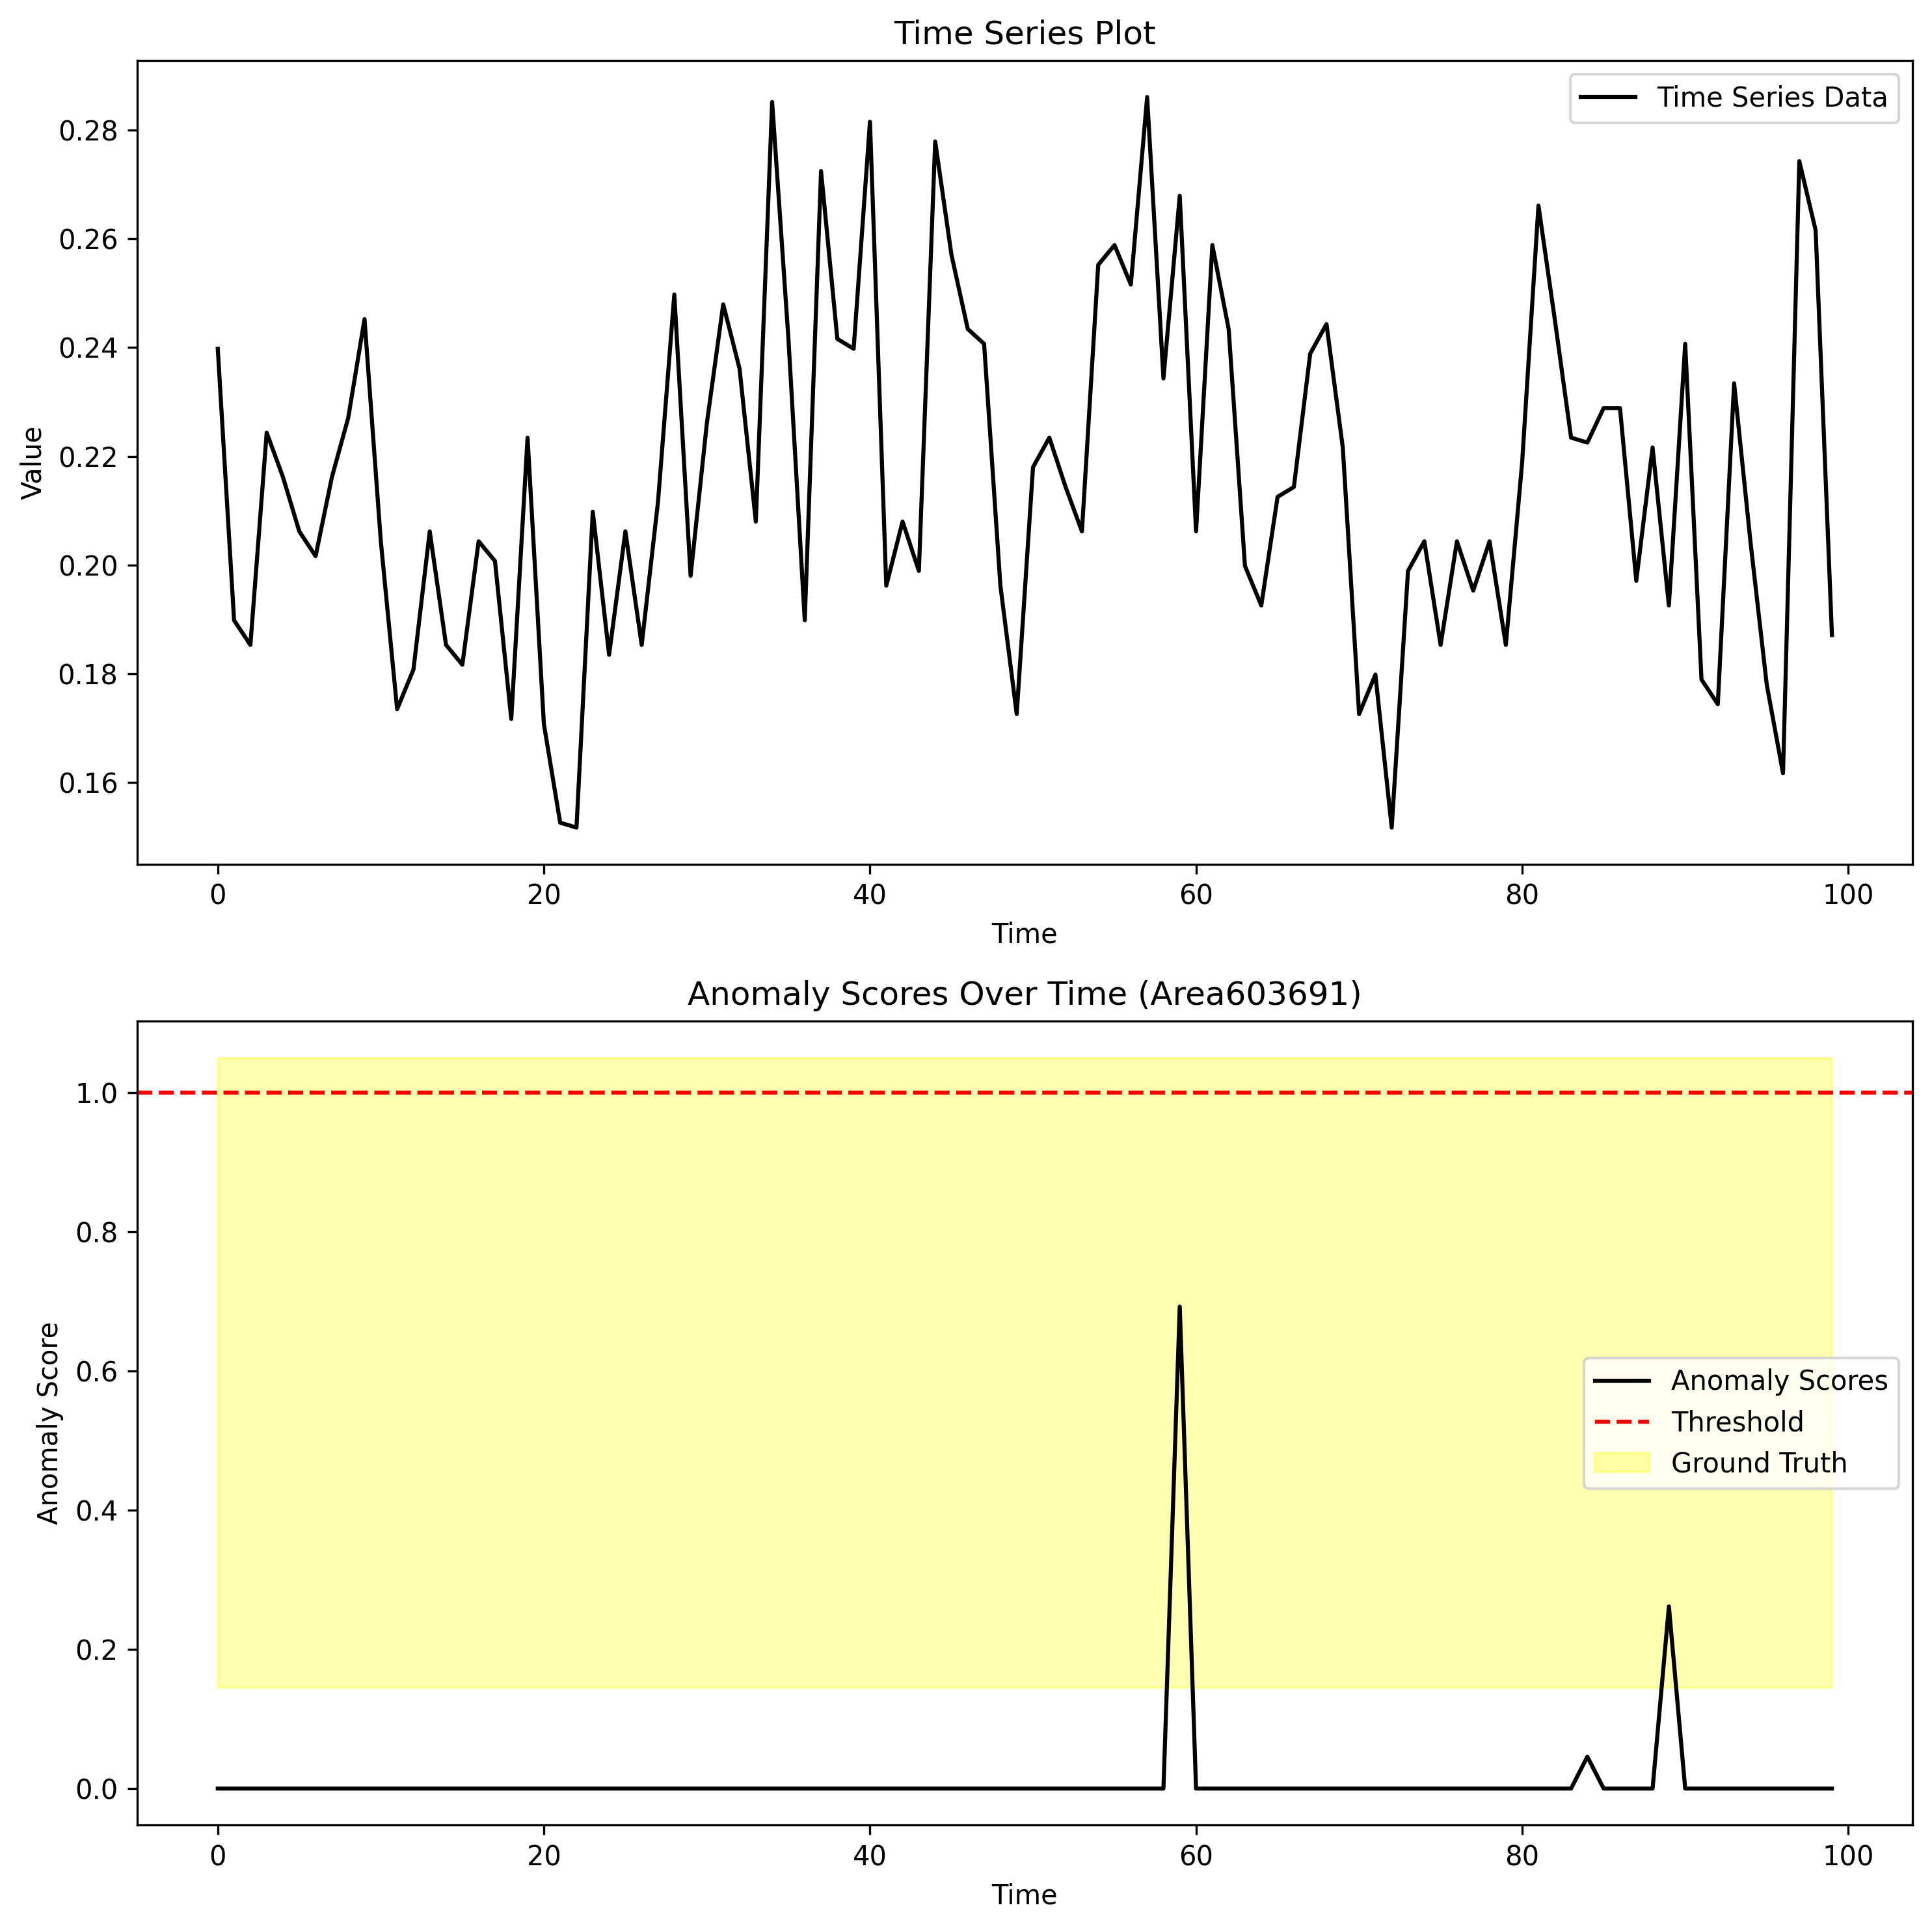 Time Series Plot
Time Series Data
Value
0.28
0.26
0.24
0.22
0.20
0.18
0.16
0 20 40 60 80 100
Time
Anomaly Scores Over Time (Area603691)
Anomaly Score
1.0
0.8
0.6
0.4
0.2
0.0
Anomaly Scores
Threshold
Ground Truth
0 20 40 60 80 100
Time